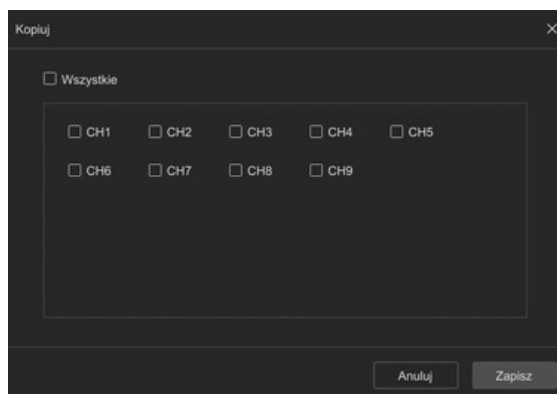 Kopiuj
Wszystkie
CH1 CH2 CH3 CH4 CH5
CH6 CH7 CH8 CH9
Anuluj Zapisz